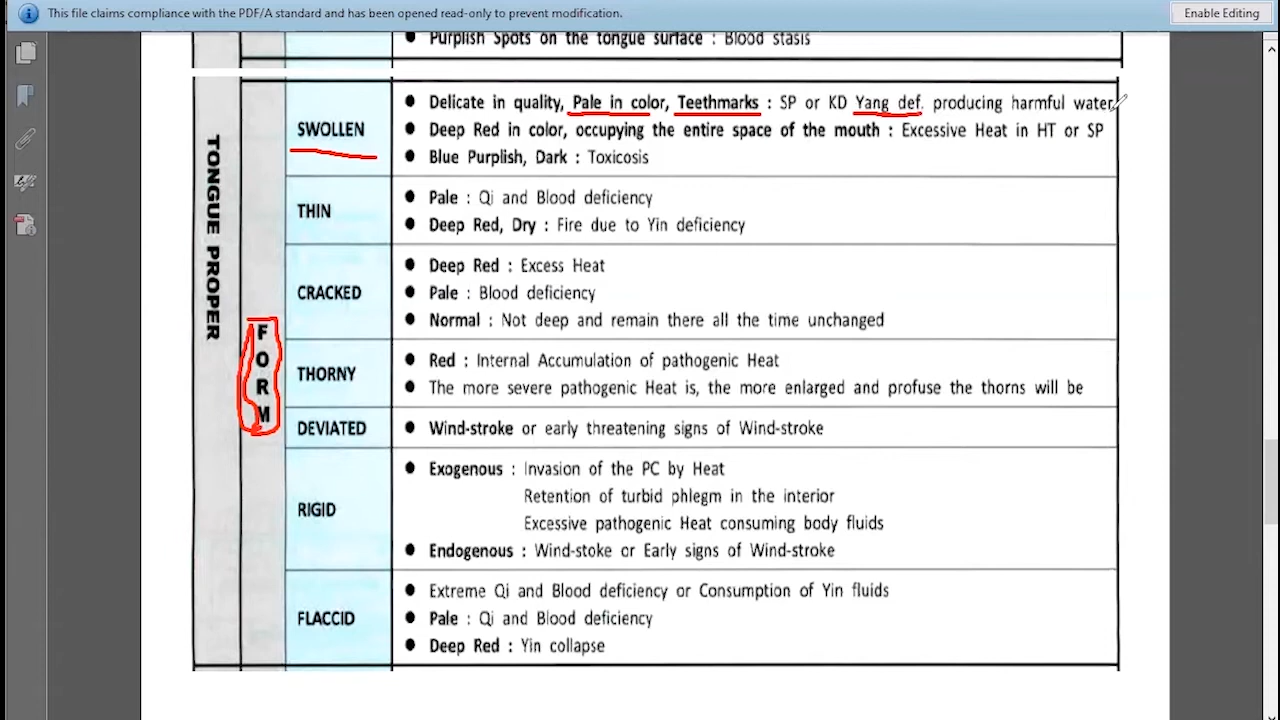 This file claims compliance with the PDF/A standard and has been opened read-only to prevent modification.
Enable Editing
● Purplish Spots on the tongue surface : Blood stasis
TONGUE PROPER
FORM
SWOLLEN
● Delicate in quality, Pale in color, Teethmarks : SP or KD Yang def. producing harmful water
● Deep Red in color, occupying the entire space of the mouth : Excessive Heat in HT or SP
● Blue Purplish, Dark : Toxicosis
THIN
● Pale : Qi and Blood deficiency
● Deep Red, Dry : Fire due to Yin deficiency
CRACKED
● Deep Red : Excess Heat
● Pale : Blood deficiency
● Normal : Not deep and remain there all the time unchanged
THORNY
● Red : Internal Accumulation of pathogenic Heat
● The more severe pathogenic Heat is, the more enlarged and profuse the thorns will be
DEVIATED
● Wind-stroke or early threatening signs of Wind-stroke
RIGID
● Exogenous : Invasion of the PC by Heat
Retention of turbid phlegm in the interior
Excessive pathogenic Heat consuming body fluids
● Endogenous : Wind-stoke or Early signs of Wind-stroke
FLACCID
● Extreme Qi and Blood deficiency or Consumption of Yin fluids
● Pale : Qi and Blood deficiency
● Deep Red : Yin collapse